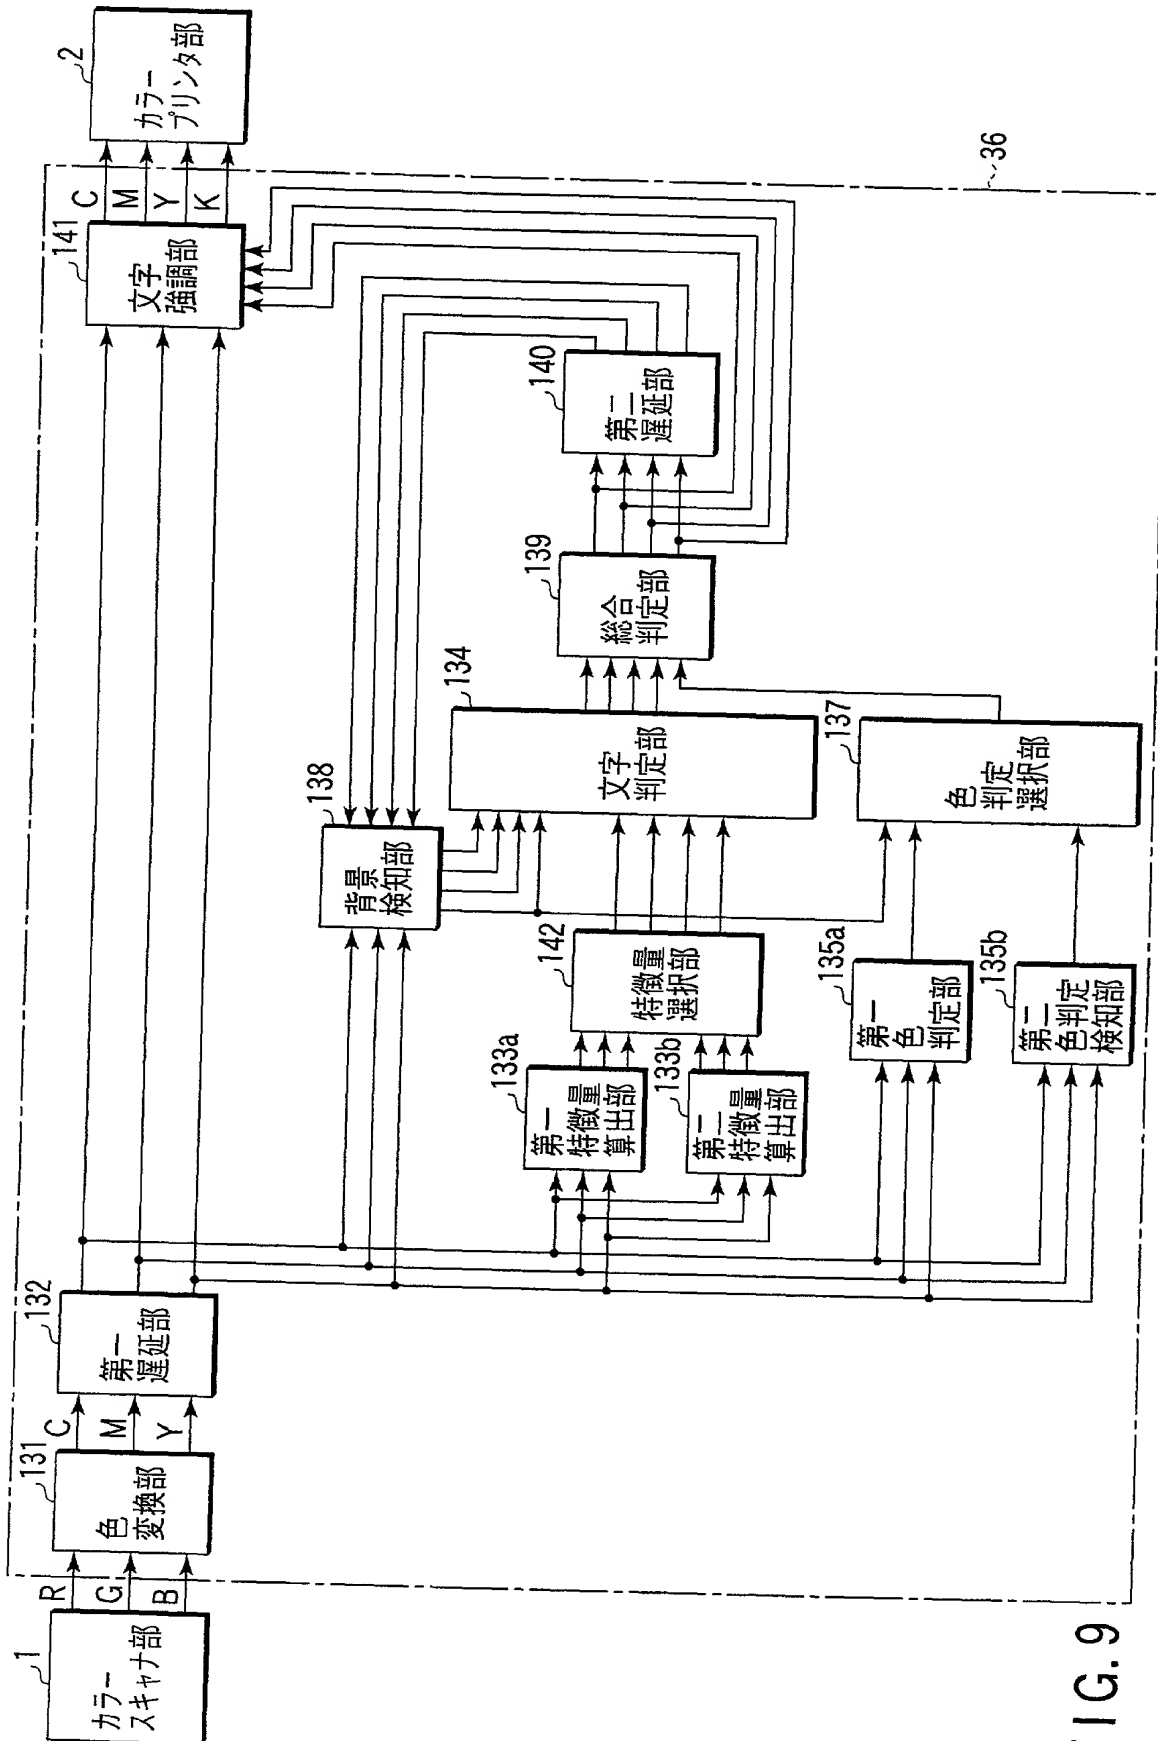 1
カラー
スキャナ部
R
G
B
131
色
変換部
C
M
Y
132
第一
遅延部
133a
第一
特徴量
算出部
133b
第二
特徴量
算出部
142
特徴量
選択部
135a
第一
色
判定部
135b
第二
色判定
検知部
138
背景
検知部
134
文字
判定部
137
色
判定
選択部
139
総合
判定部
140
第二
遅延部
141
文字
強調部
C
M
Y
K
2
カラー
プリンタ部
36
IG. 9